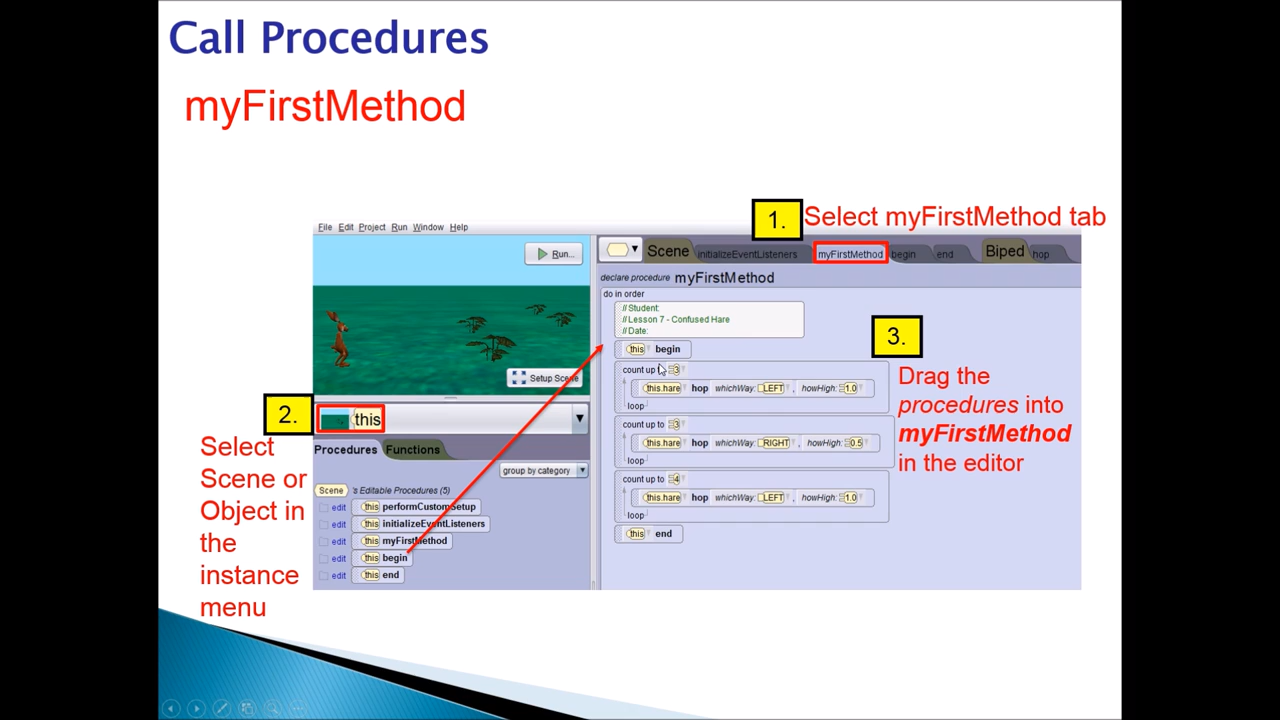 Call Procedures
myFirstMethod
1.
Select myFirstMethod tab
File Edit Project Run Window Help
Run...
Scene initializeEventListeners myFirstMethod begin end Biped hop
declare procedure myFirstMethod
do in order
//Student:
//Lesson 7 - Confused Hare
//Date:
this begin
count up to 3
this.hare hop whichWay: LEFT , howHigh: 1.0
loop
count up to 3
this.hare hop whichWay: RIGHT , howHigh: 0.5
loop
count up to 4
this.hare hop whichWay: LEFT , howHigh: 1.0
loop
this end
3.
Drag the
procedures into
myFirstMethod
in the editor
Setup Scene
2.
this
Select
Scene or
Object in
the
instance
menu
Procedures Functions
group by category
Scene 's Editable Procedures (5)
edit this performCustomSetup
edit this initializeEventListeners
edit this myFirstMethod
edit this begin
edit this end